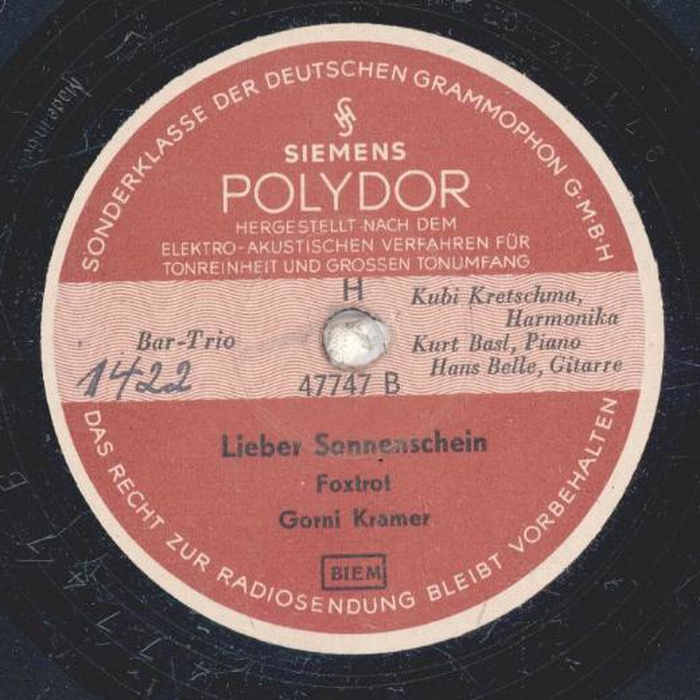 SONDERKLASSE DER DEUTSCHEN GRAMMOPHON G·M·B·H
SIEMENS
POLYDOR
HERGESTELLT NACH DEM
ELEKTRO-AKUSTISCHEN VERFAHREN FÜR
TONREINHEIT UND GROSSEN TONUMFANG
H
Bar-Trio
1422
Kubi Kretschma,
Harmonika
Kurt Basl, Piano
Hans Belle, Gitarre
47747 B
Lieber Sonnenschein
Foxtrot
Gorni Kramer
BIEM
DAS RECHT ZUR RADIOSENDUNG BLEIBT VORBEHALTEN